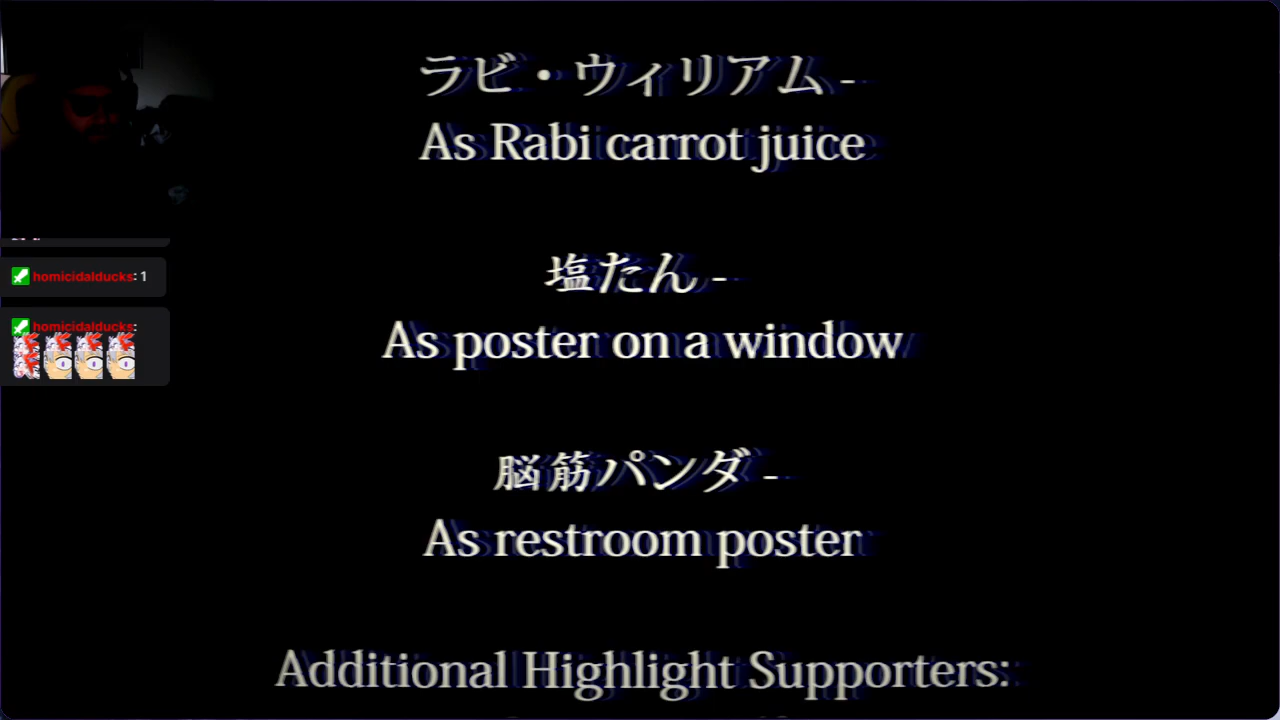 ラビ・ウィリアム -
As Rabi carrot juice
塩たん -
As poster on a window
脳筋パンダ -
As restroom poster
Additional Highlight Supporters:
homicidalducks: 1
homicidalducks: